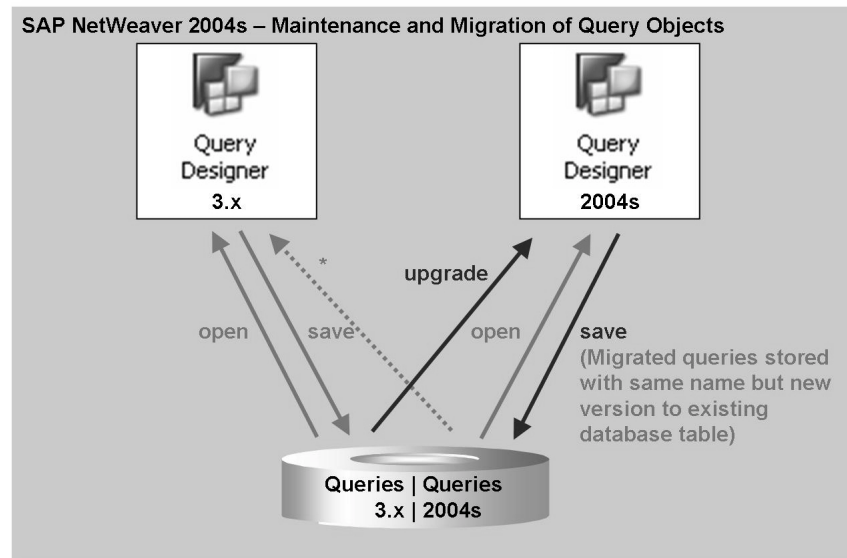 SAP NetWeaver 2004s – Maintenance and Migration of Query Objects
Query
Designer
3.x
Query
Designer
2004s
*
upgrade
open
save
open
save
(Migrated queries stored
with same name but new
version to existing
database table)
Queries | Queries
3.x | 2004s